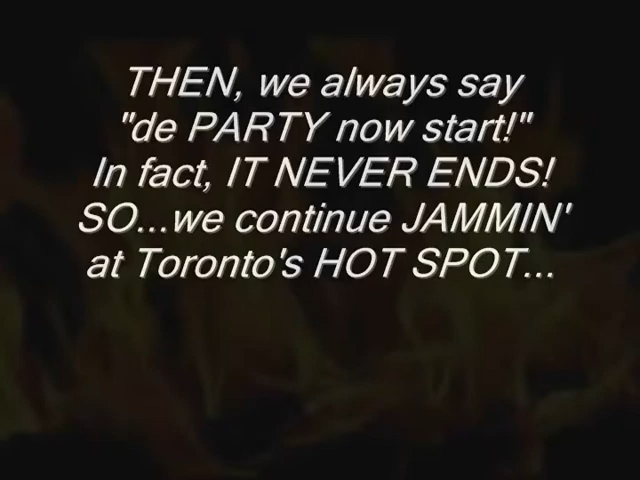 THEN, we always say
"de PARTY now start!"
In fact, IT NEVER ENDS!
SO...we continue JAMMIN'
at Toronto's HOT SPOT...